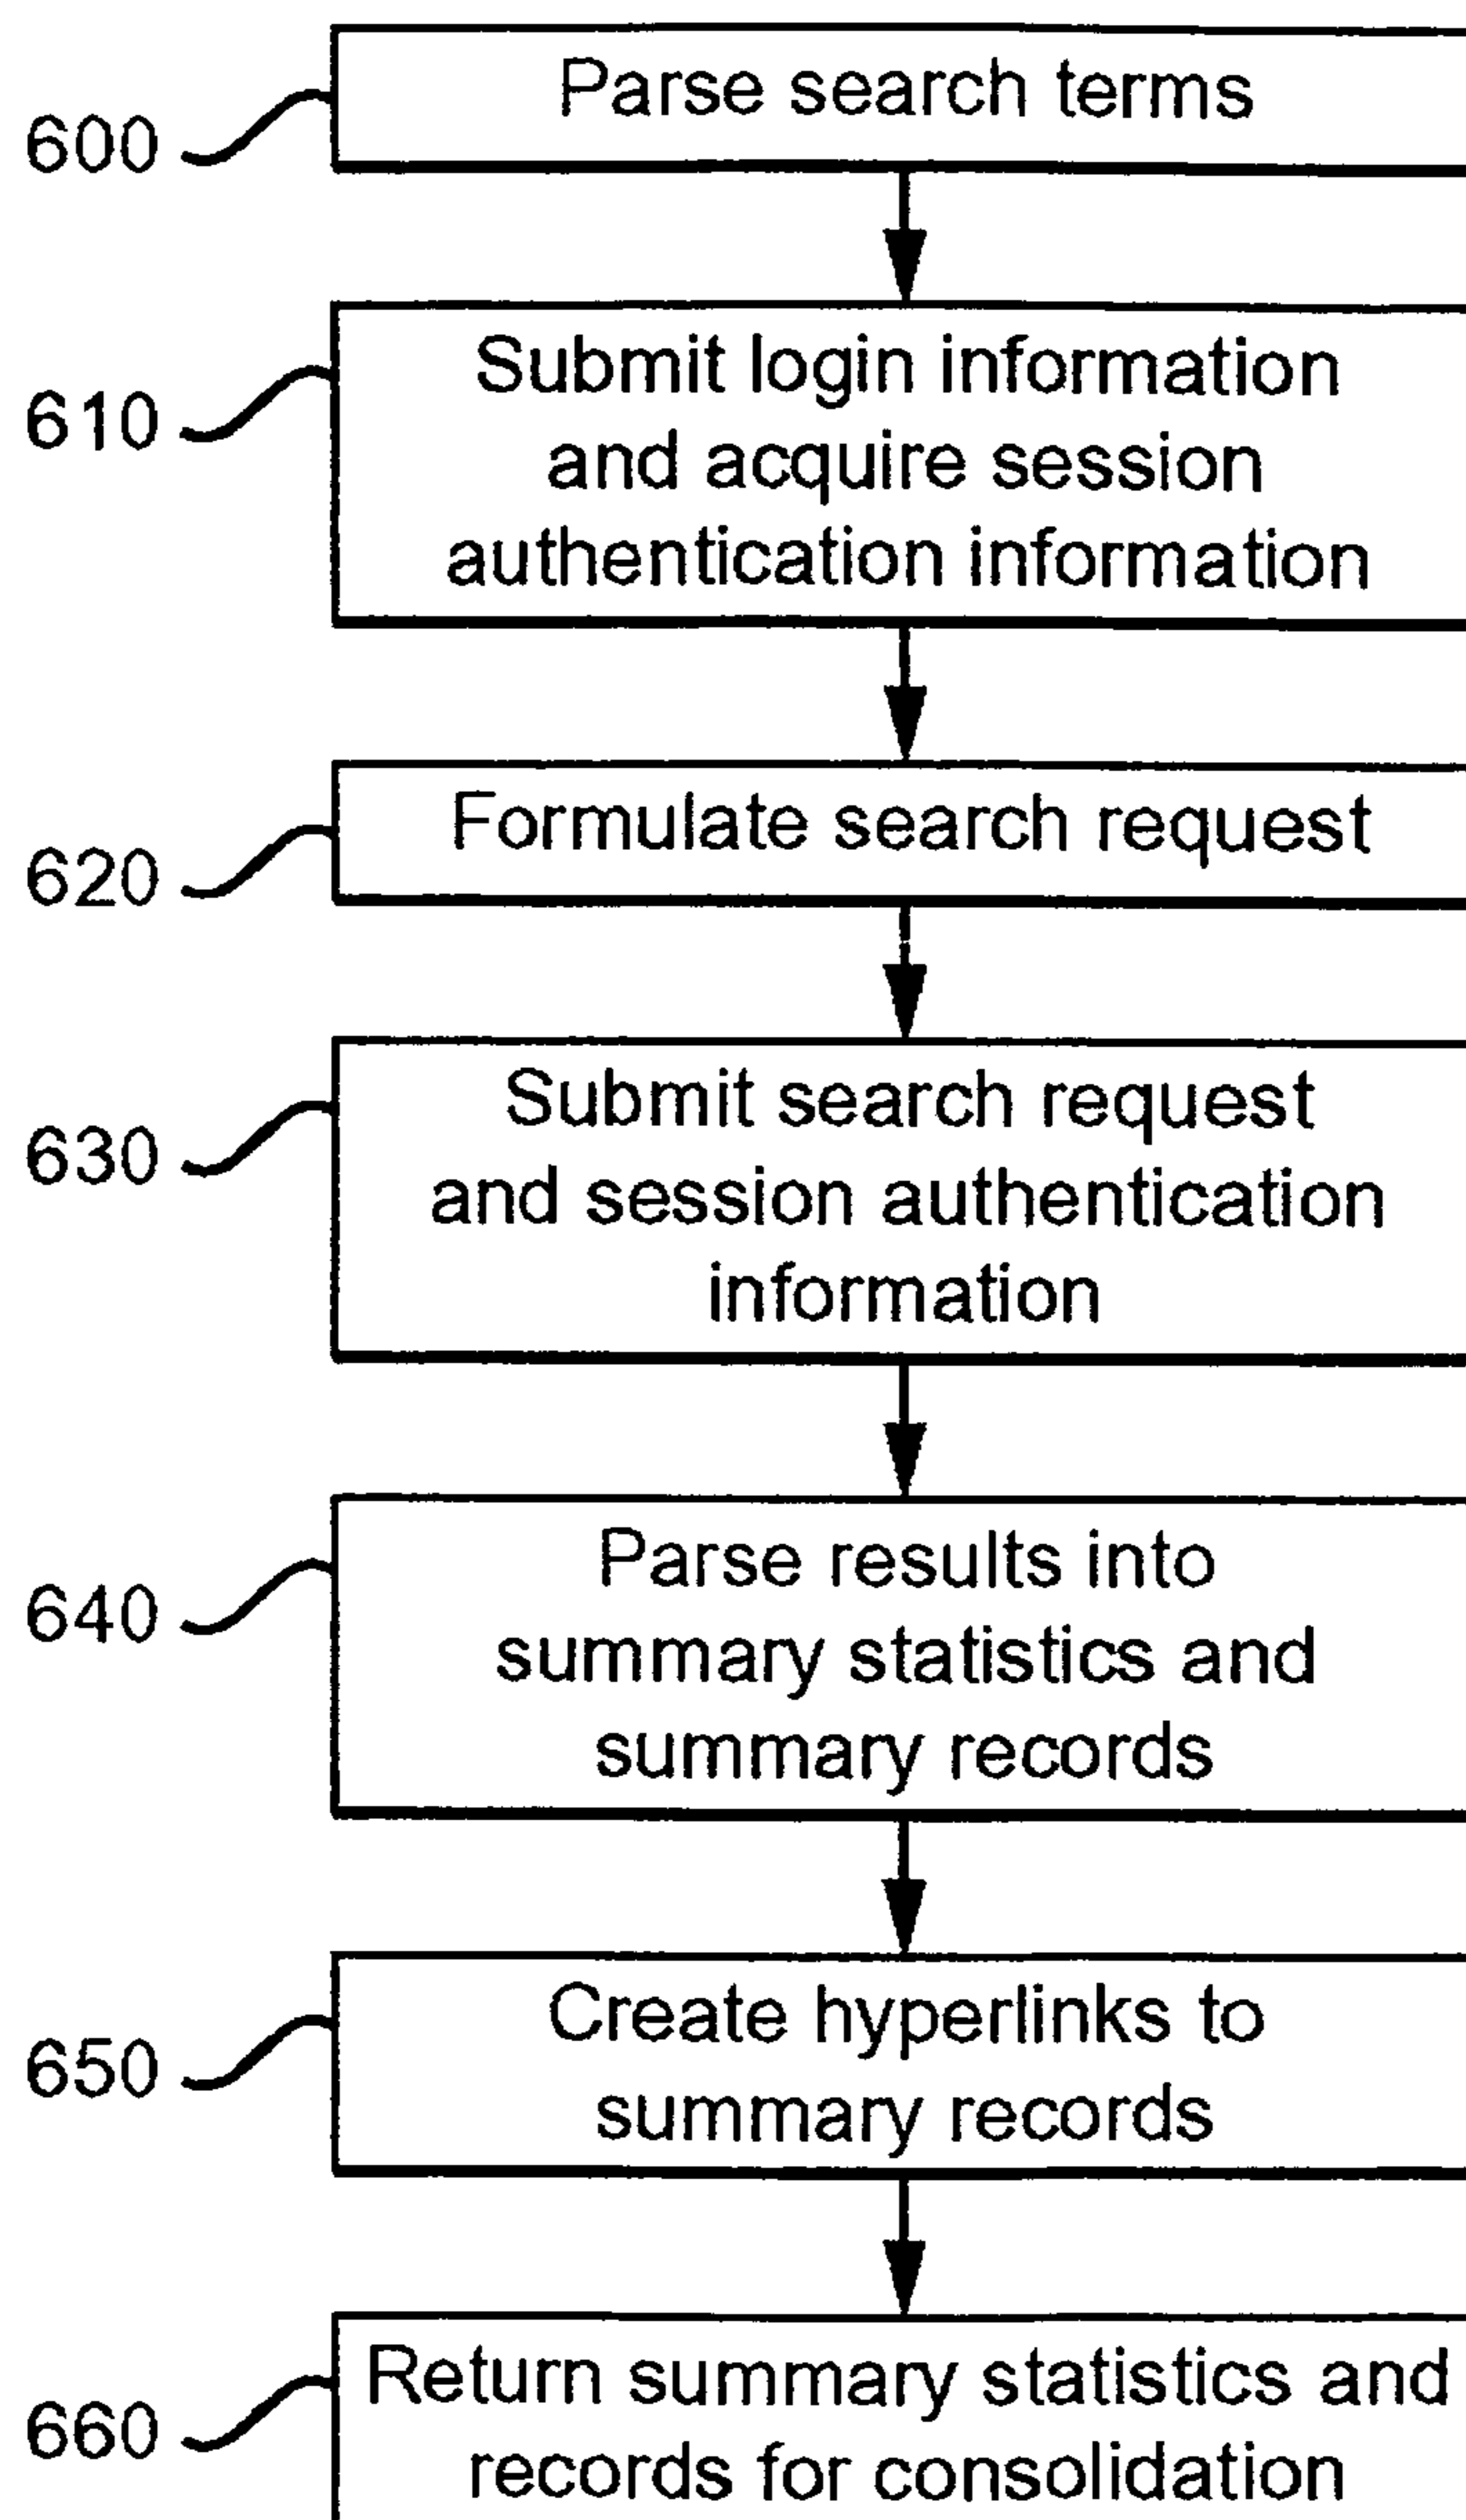 Parse search terms
600
Submit login information
and acquire session
authentication information
610
Formulate search request
620
Submit search request
and session authentication
information
630
Parse results into
summary statistics and
summary records
640
Create hyperlinks to
summary records
650
Return summary statistics and
records for consolidation
660